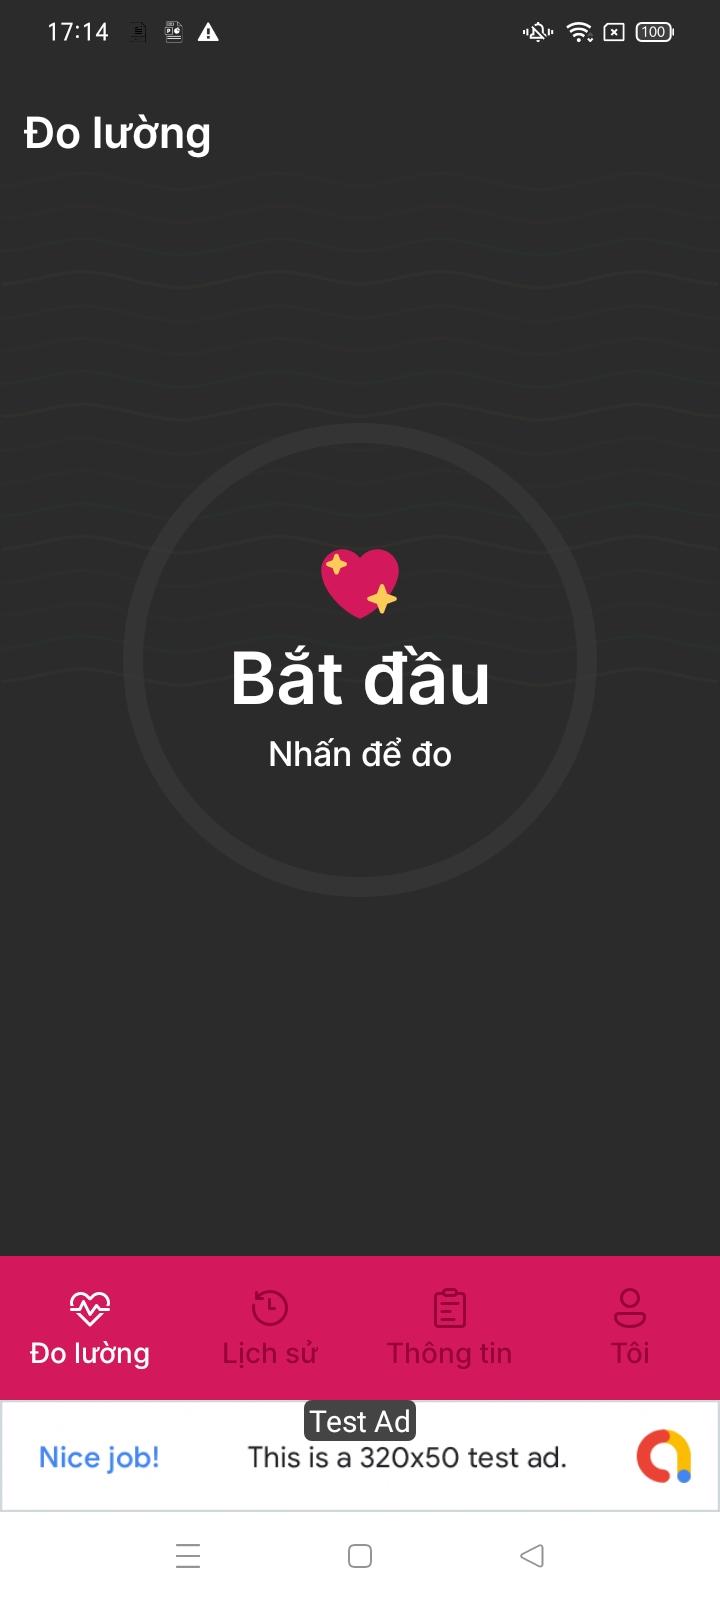 17:14
100
Đo lường
Bắt đầu
Nhấn để đo
Đo lường
Lịch sử
Thông tin
Tôi
Test Ad
Nice job!
This is a 320x50 test ad.